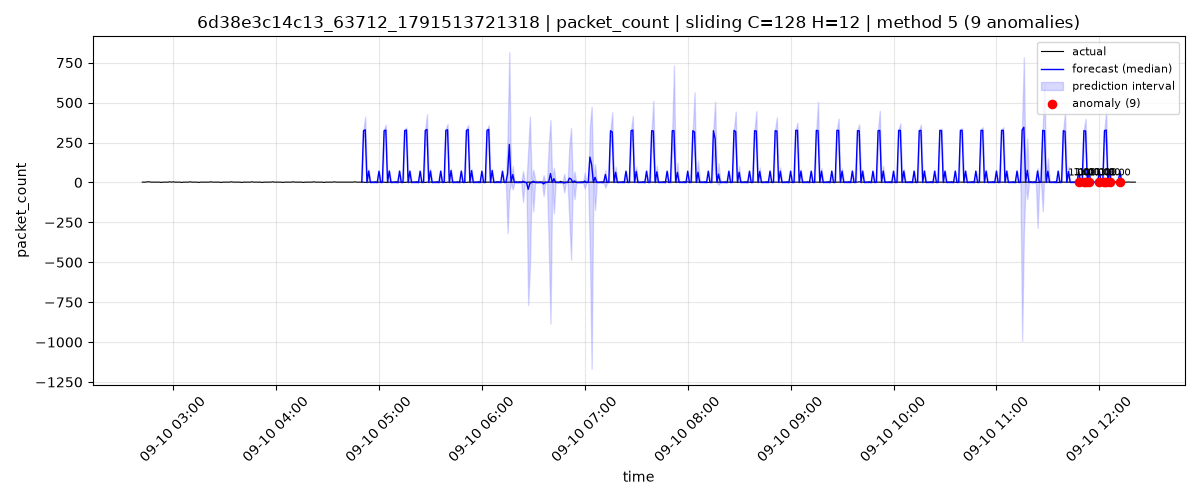 6d38e3c14c13_63712_1791513721318 | packet_count | sliding C=128 H=12 | method 5 (9 anomalies)
actual
forecast (median)
prediction interval
anomaly (9)
packet_count
750
500
250
0
−250
−500
−750
−1000
−1250
09-10 03:00
09-10 04:00
09-10 05:00
09-10 06:00
09-10 07:00
09-10 08:00
09-10 09:00
09-10 10:00
09-10 11:00
09-10 12:00
time